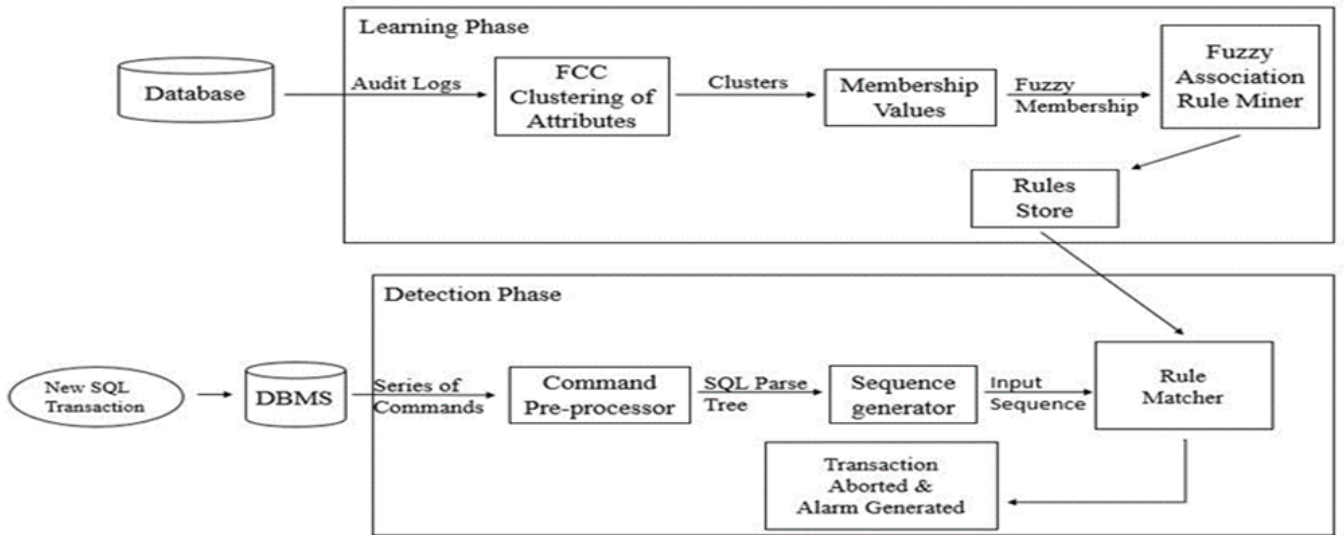 Learning Phase
Database
Audit Logs
FCC
Clustering of
Attributes
Clusters
Membership
Values
Fuzzy
Membership
Fuzzy
Association
Rule Miner
Rules
Store
Detection Phase
New SQL
Transaction
DBMS
Series of
Commands
Command
Pre-processor
SQL Parse
Tree
Sequence
generator
Input
Sequence
Rule
Matcher
Transaction
Aborted &
Alarm Generated